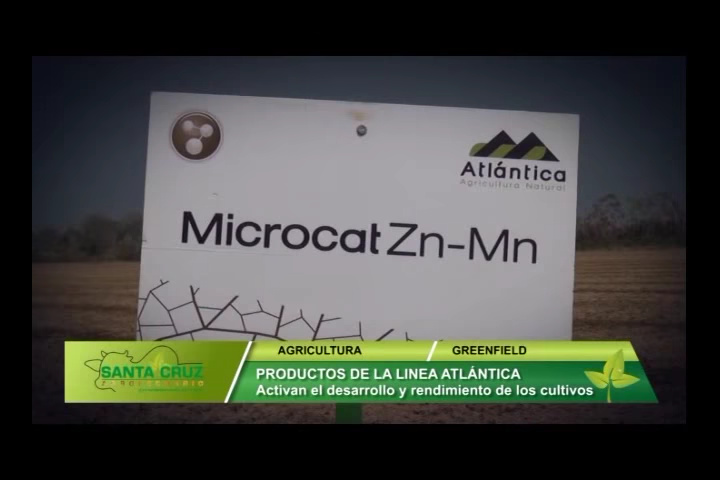 Atlántica
Agricultura Natural
Microcat Zn-Mn
AGRICULTURA
GREENFIELD
SANTA CRUZ
AGROPECUARIO
PRODUCTOS DE LA LINEA ATLÁNTICA
Activan el desarrollo y rendimiento de los cultivos